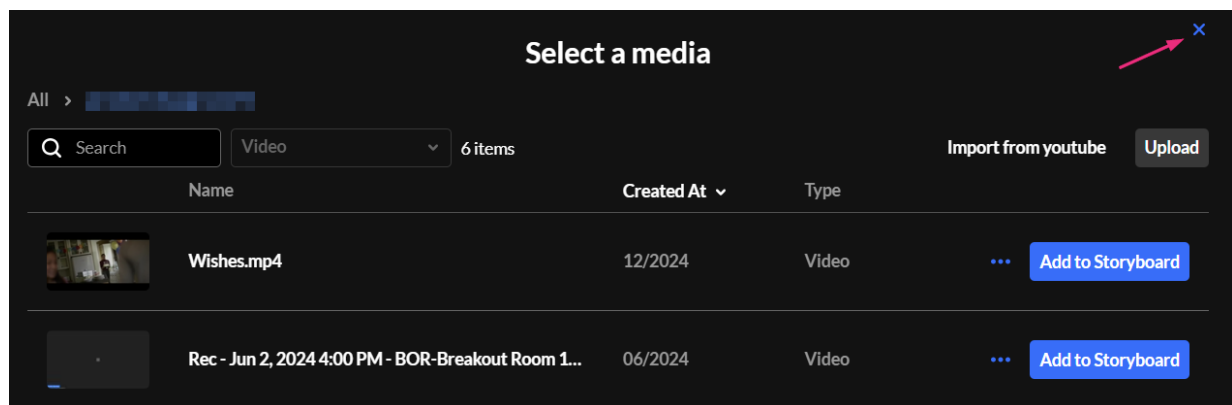 Select a media
All >
Search Video 6 items Import from youtube Upload
Name Created At Type
Wishes.mp4 12/2024 Video ••• Add to Storyboard
Rec - Jun 2, 2024 4:00 PM - BOR-Breakout Room 1... 06/2024 Video ••• Add to Storyboard